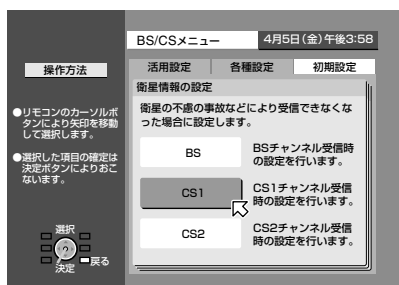 BS/CSメニュー
4月5日(金)午後3:58
操作方法
活用設定
各種設定
初期設定
衛星情報の設定
●リモコンのカーソルボ
タンにより矢印を移動
して選択します。
●選択した項目の確定は
決定ボタンによりおこ
ないます。
衛星の不慮の事故などにより受信できなくな
った場合に設定します。
BS
BSチャンネル受信時
の設定を行います。
CS1
CS1チャンネル受信
時の設定を行います。
CS2
CS2チャンネル受信
時の設定を行います。
選択
戻る
決定